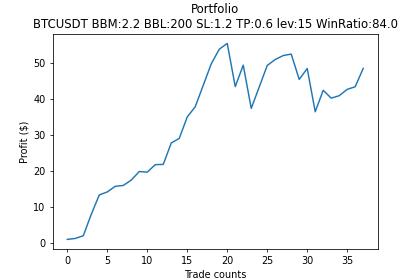 Portfolio
BTCUSDT BBM:2.2 BBL:200 SL:1.2 TP:0.6 lev:15 WinRatio:84.0
50
40
30
20
10
0
Profit ($)
0 5 10 15 20 25 30 35
Trade counts